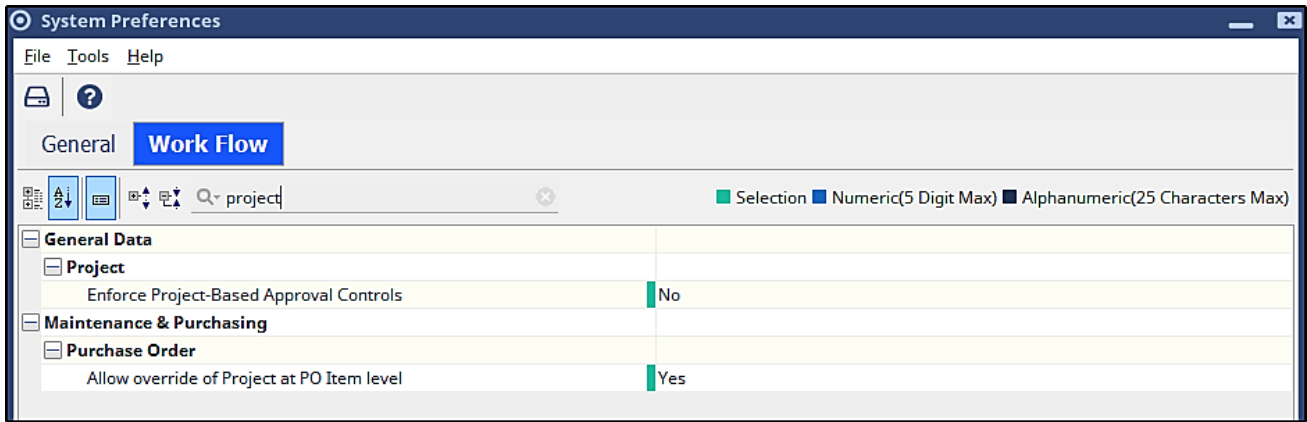 System Preferences
File Tools Help
General Work Flow
project Selection Numeric(5 Digit Max) Alphanumeric(25 Characters Max)
General Data
Project
Enforce Project-Based Approval Controls No
Maintenance & Purchasing
Purchase Order
Allow override of Project at PO Item level Yes